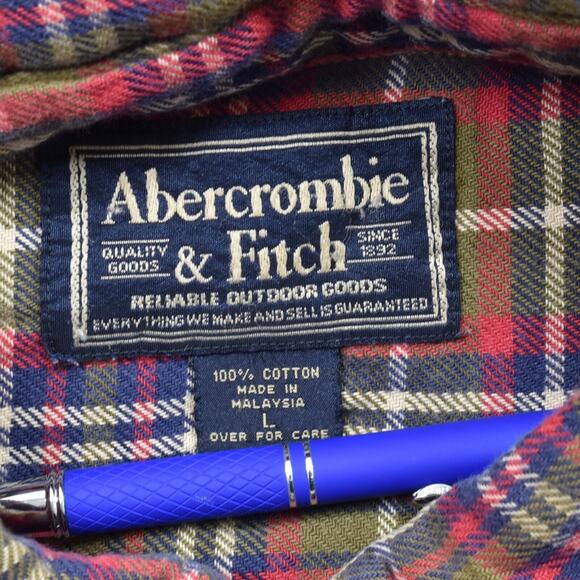 Abercrombie
QUALITY GOODS & Fitch SINCE 1892
RELIABLE OUTDOOR GOODS
EVERYTHING WE MAKE AND SELL IS GUARANTEED
100% COTTON
MADE IN
MALAYSIA
L
OVER FOR CARE